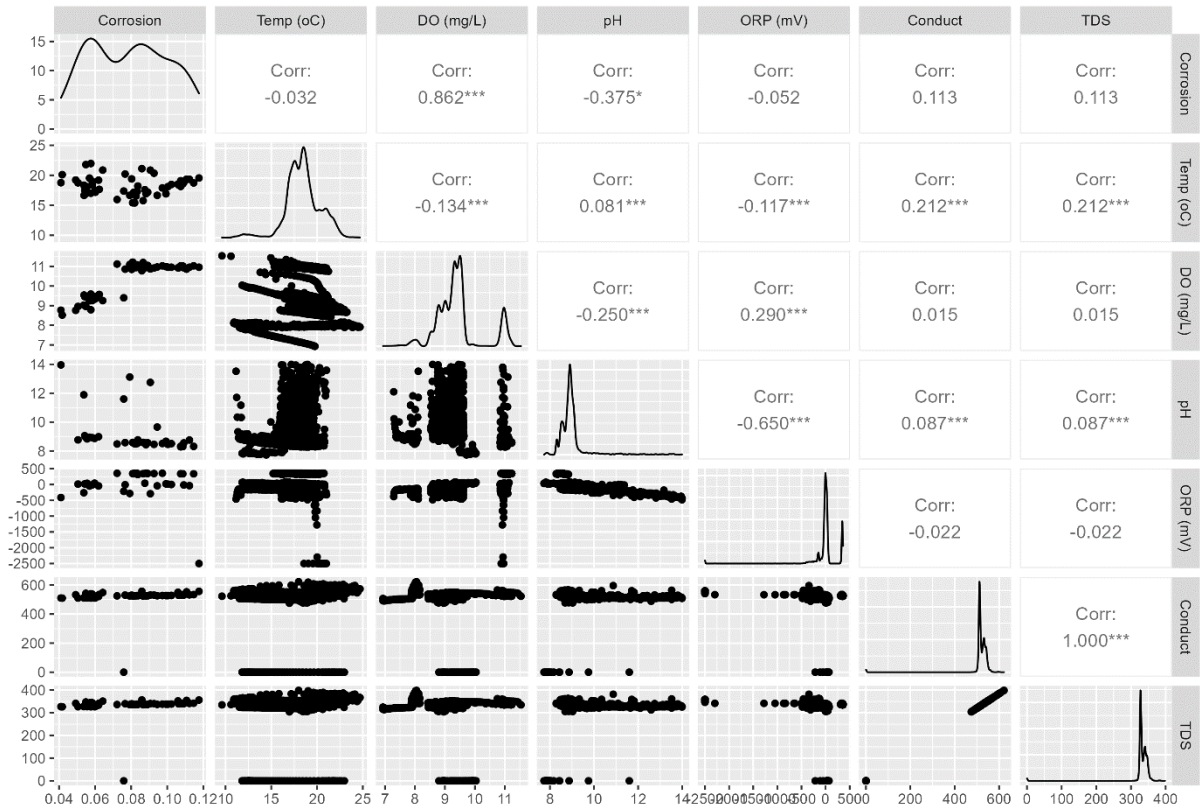 Corrosion Temp (oC) DO (mg/L) pH ORP (mV) Conduct TDS
15
10
5
0
Corr:
-0.032
Corr:
0.862***
Corr:
-0.375*
Corr:
-0.052
Corr:
0.113
Corr:
0.113
Corrosion
25
20
15
10
Corr:
-0.134***
Corr:
0.081***
Corr:
-0.117***
Corr:
0.212***
Corr:
0.212***
Temp (oC)
11
10
9
8
7
Corr:
-0.250***
Corr:
0.290***
Corr:
0.015
Corr:
0.015
DO (mg/L)
14
12
10
8
Corr:
-0.650***
Corr:
0.087***
Corr:
0.087***
pH
500
0
-500
-1000
-1500
-2000
-2500
Corr:
-0.022
Corr:
-0.022
ORP (mV)
600
400
200
0
Corr:
1.000***
Conduct
400
300
200
100
0
TDS
0.04 0.06 0.08 0.10 0.12 10 15 20 25 7 8 9 10 11 8 10 12 14 0 500 0 200 400 600 0 100 200 300 400